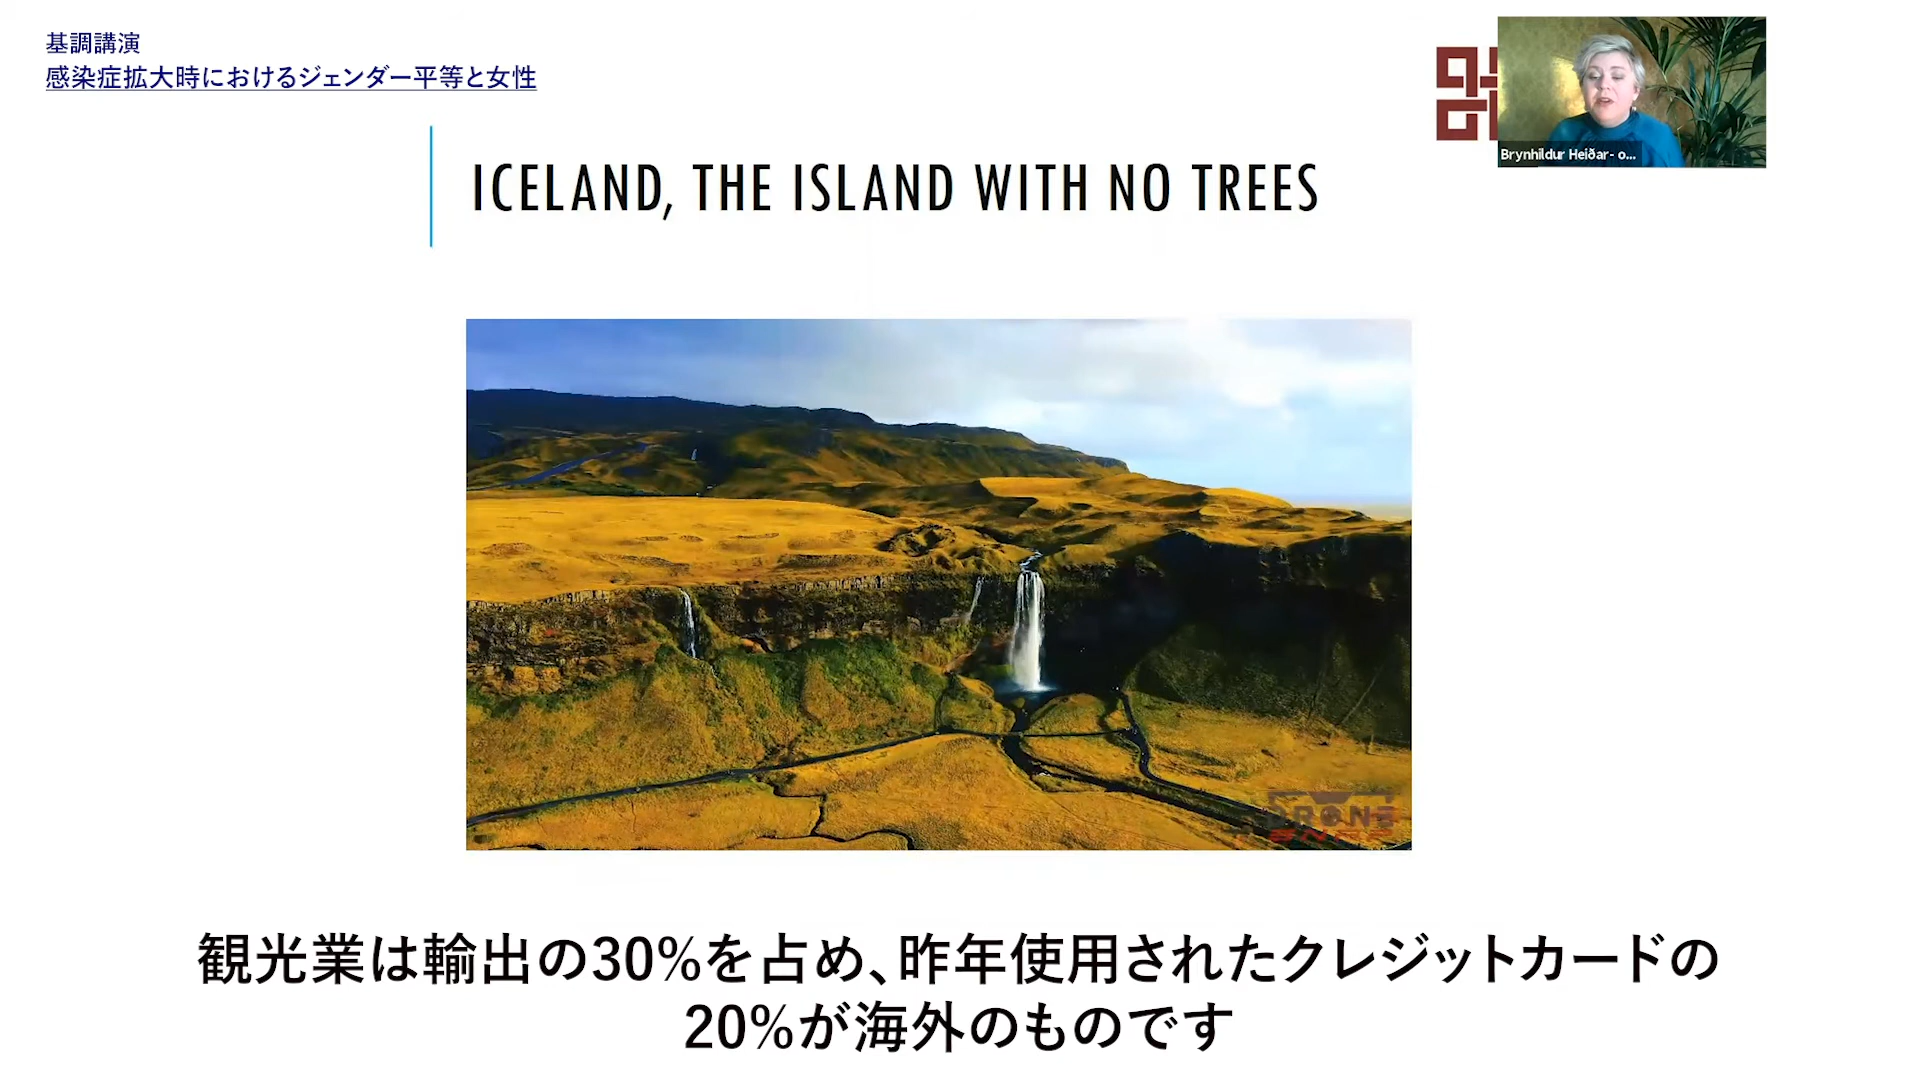 基調講演
感染症拡大時におけるジェンダー平等と女性
Brynhildur Heiðar- o...
ICELAND, THE ISLAND WITH NO TREES
DRONE
観光業は輸出の30%を占め、昨年使用されたクレジットカードの
20%が海外のものです